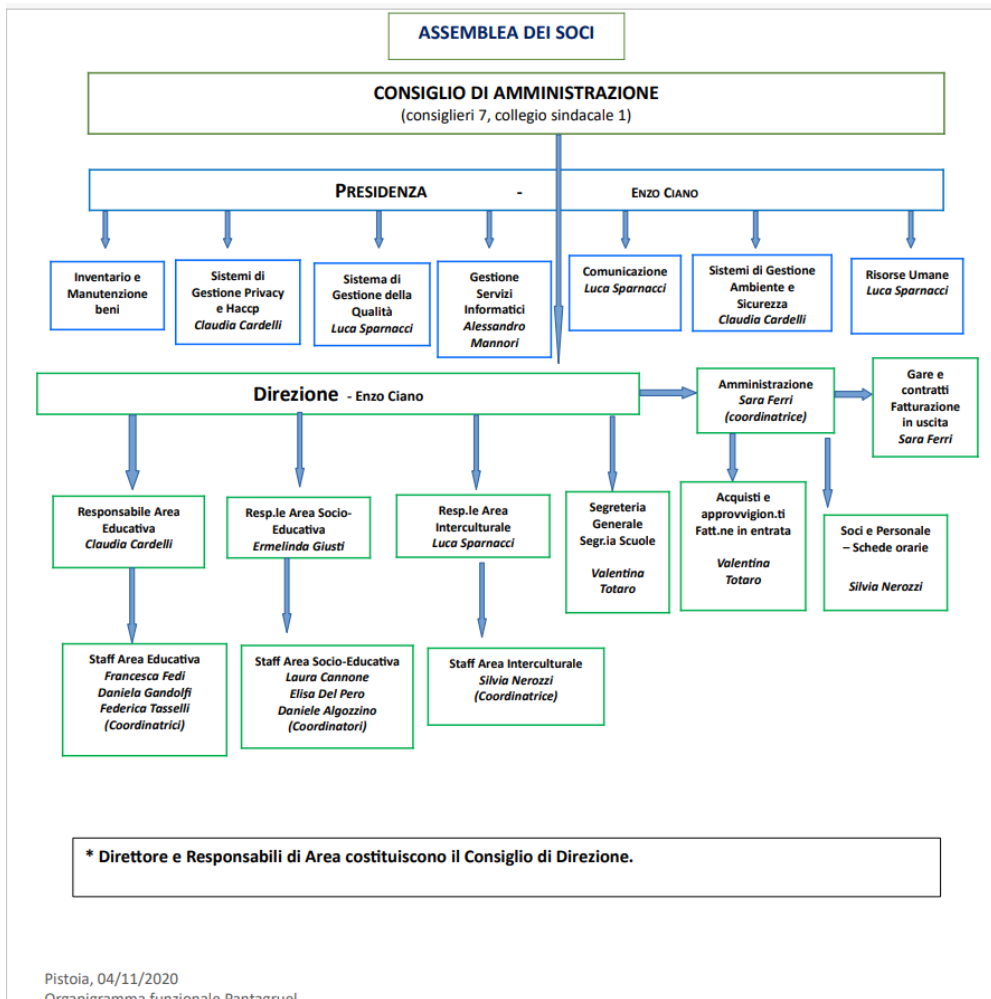 ASSEMBLEA DEI SOCI
CONSIGLIO DI AMMINISTRAZIONE
(consiglieri 7, collegio sindacale 1)
PRESIDENZA - ENZO CIANO
Inventario e
Manutenzione
beni
Sistemi di
Gestione Privacy
e Haccp
Claudia Cardelli
Sistema di
Gestione della
Qualità
Luca Sparnacci
Gestione
Servizi
Informatici
Alessandro
Mannori
Comunicazione
Luca Sparnacci
Sistemi di Gestione
Ambiente e
Sicurezza
Claudia Cardelli
Risorse Umane
Luca Sparnacci
Direzione - Enzo Ciano
Amministrazione
Sara Ferri
(coordinatrice)
Gare e
contratti
Fatturazione
in uscita
Sara Ferri
Responsabile Area
Educativa
Claudia Cardelli
Resp.le Area Socio-
Educativa
Ermelinda Giusti
Resp.le Area
Interculturale
Luca Sparnacci
Segreteria
Generale
Segr.ia Scuole
Valentina
Totaro
Acquisti e
approvvigion.ti
Fatt.ne in entrata
Valentina
Totaro
Soci e Personale
– Schede orarie
Silvia Nerozzi
Staff Area Educativa
Francesca Fedi
Daniela Gandolfi
Federica Tasselli
(Coordinatrici)
Staff Area Socio-Educativa
Laura Cannone
Elisa Del Pero
Daniele Algozzino
(Coordinatori)
Staff Area Interculturale
Silvia Nerozzi
(Coordinatrice)
* Direttore e Responsabili di Area costituiscono il Consiglio di Direzione.
Pistoia, 04/11/2020
Organigramma funzionale Pantagruel